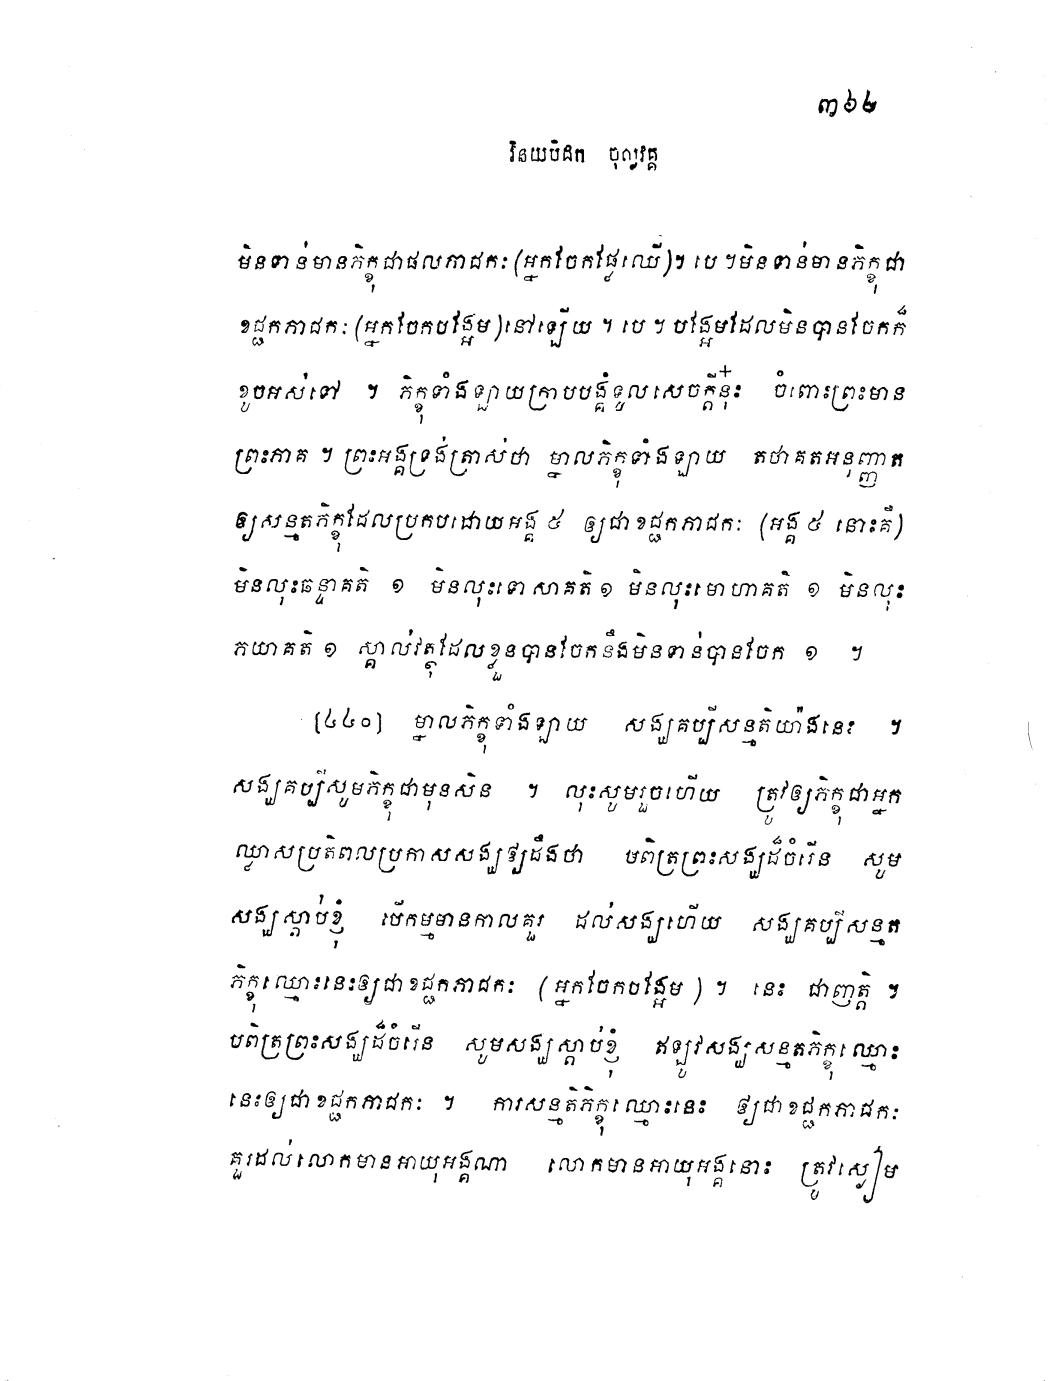 ៣៦៤
វិនយបិដក ចុល្លវគ្គ
មិនទាន់មានភិក្ខុជាផលភាជកៈ (អ្នកចែកផ្លែឈើ)។ បេ ។ មិនទាន់មានភិក្ខុជា
ខជ្ជកភាជកៈ (អ្នកចែកបង្អែម) នៅឡើយ ។ បេ ។ បង្អែមដែលមិនបានចែកក៏
ខូចអស់ទៅ ។ ភិក្ខុទាំងឡាយក្រាបបង្គំទូលសេចក្តីនុ៎ះ ចំពោះព្រះមាន
ព្រះភាគ ។ ព្រះអង្គទ្រង់ត្រាស់ថា ម្នាលភិក្ខុទាំងឡាយ តថាគតអនុញ្ញាត
ឲ្យសន្មតភិក្ខុដែលប្រកបដោយអង្គ ៥ ឲ្យជាខជ្ជកភាជកៈ (អង្គ ៥ នោះគឺ)
មិនលុះឆន្ទាគតិ ១ មិនលុះទោសាគតិ ១ មិនលុះមោហាគតិ ១ មិនលុះ
ភយាគតិ ១ ស្គាល់វត្ថុដែលខ្លួនបានចែកនឹងមិនទាន់បានចែក ១ ។
[៤៤០] ម្នាលភិក្ខុទាំងឡាយ សង្ឃគប្បីសន្មតិយ៉ាងនេះ ។
សង្ឃគប្បីសូមភិក្ខុជាមុនសិន ។ លុះសូមរួចហើយ ត្រូវឲ្យភិក្ខុជាអ្នក
ឈ្លាសប្រតិពលប្រកាសសង្ឃឲ្យដឹងថា បពិត្រព្រះសង្ឃដ៏ចំរើន សូម
សង្ឃស្តាប់ខ្ញុំ បើកម្មមានកាលគួរ ដល់សង្ឃហើយ សង្ឃគប្បីសន្មត
ភិក្ខុឈ្មោះនេះឲ្យជាខជ្ជកភាជកៈ (អ្នកចែកបង្អែម) ។ នេះ ជាញត្តិ ។
បពិត្រព្រះសង្ឃដ៏ចំរើន សូមសង្ឃស្តាប់ខ្ញុំ ឥឡូវសង្ឃសន្មតភិក្ខុឈ្មោះ
នេះឲ្យជាខជ្ជកភាជកៈ ។ ការសន្មតិភិក្ខុឈ្មោះនេះ ឲ្យជាខជ្ជកភាជកៈ
គួរដល់លោកមានអាយុអង្គណា លោកមានអាយុអង្គនោះ ត្រូវស្ងៀម